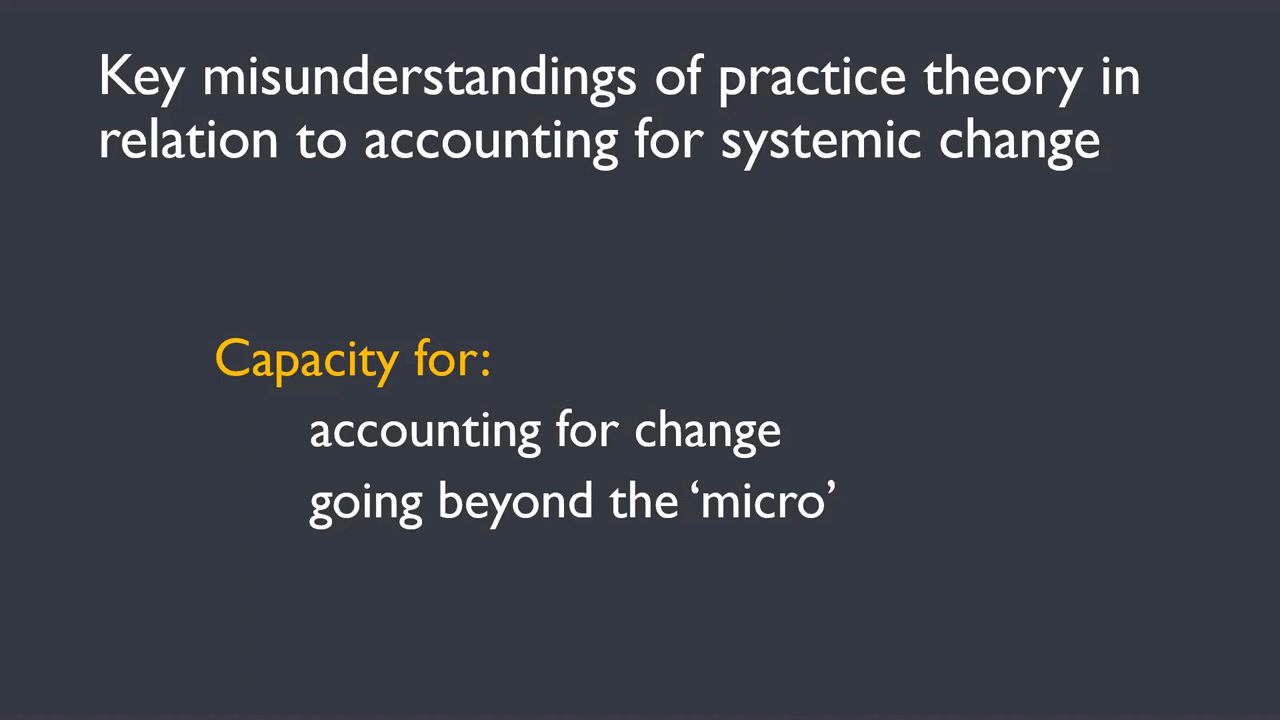 Key misunderstandings of practice theory in
relation to accounting for systemic change
Capacity for:
accounting for change
going beyond the ‘micro’